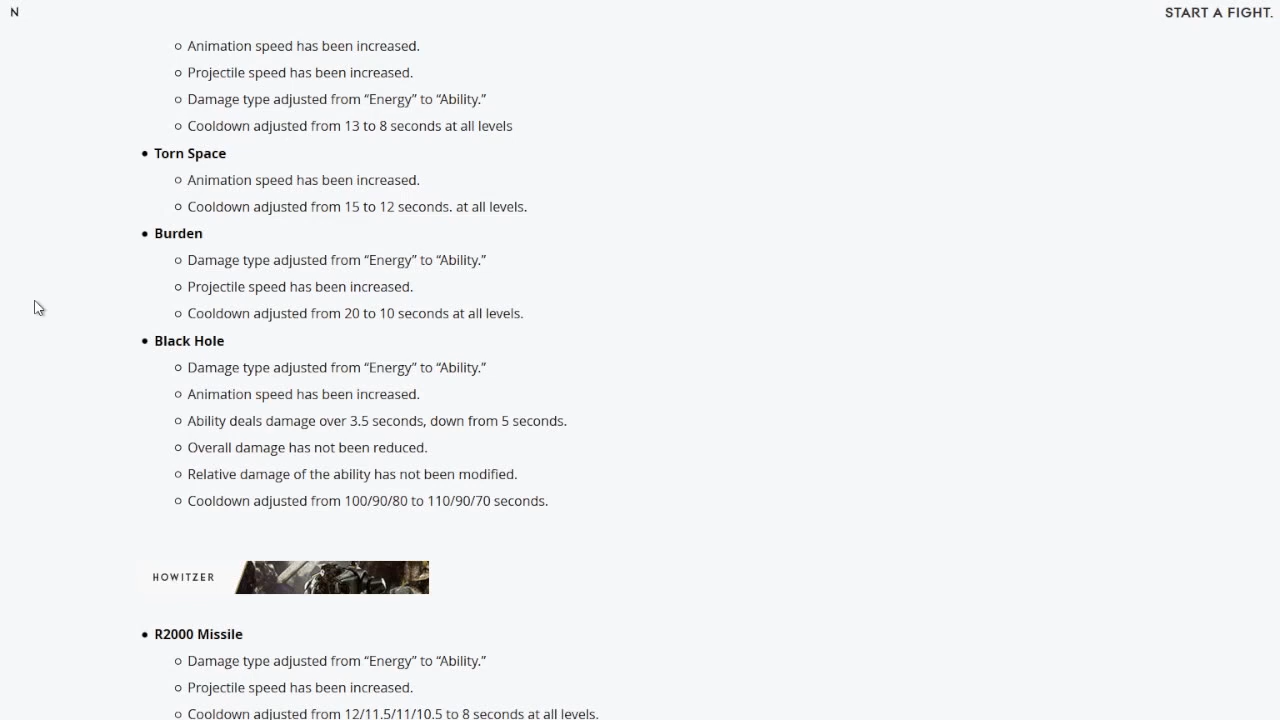 N
START A FIGHT.
Animation speed has been increased.
Projectile speed has been increased.
Damage type adjusted from “Energy” to “Ability.”
Cooldown adjusted from 13 to 8 seconds at all levels
Torn Space
Animation speed has been increased.
Cooldown adjusted from 15 to 12 seconds. at all levels.
Burden
Damage type adjusted from “Energy” to “Ability.”
Projectile speed has been increased.
Cooldown adjusted from 20 to 10 seconds at all levels.
Black Hole
Damage type adjusted from “Energy” to “Ability.”
Animation speed has been increased.
Ability deals damage over 3.5 seconds, down from 5 seconds.
Overall damage has not been reduced.
Relative damage of the ability has not been modified.
Cooldown adjusted from 100/90/80 to 110/90/70 seconds.
HOWITZER
R2000 Missile
Damage type adjusted from “Energy” to “Ability.”
Projectile speed has been increased.
Cooldown adjusted from 12/11.5/11/10.5 to 8 seconds at all levels.